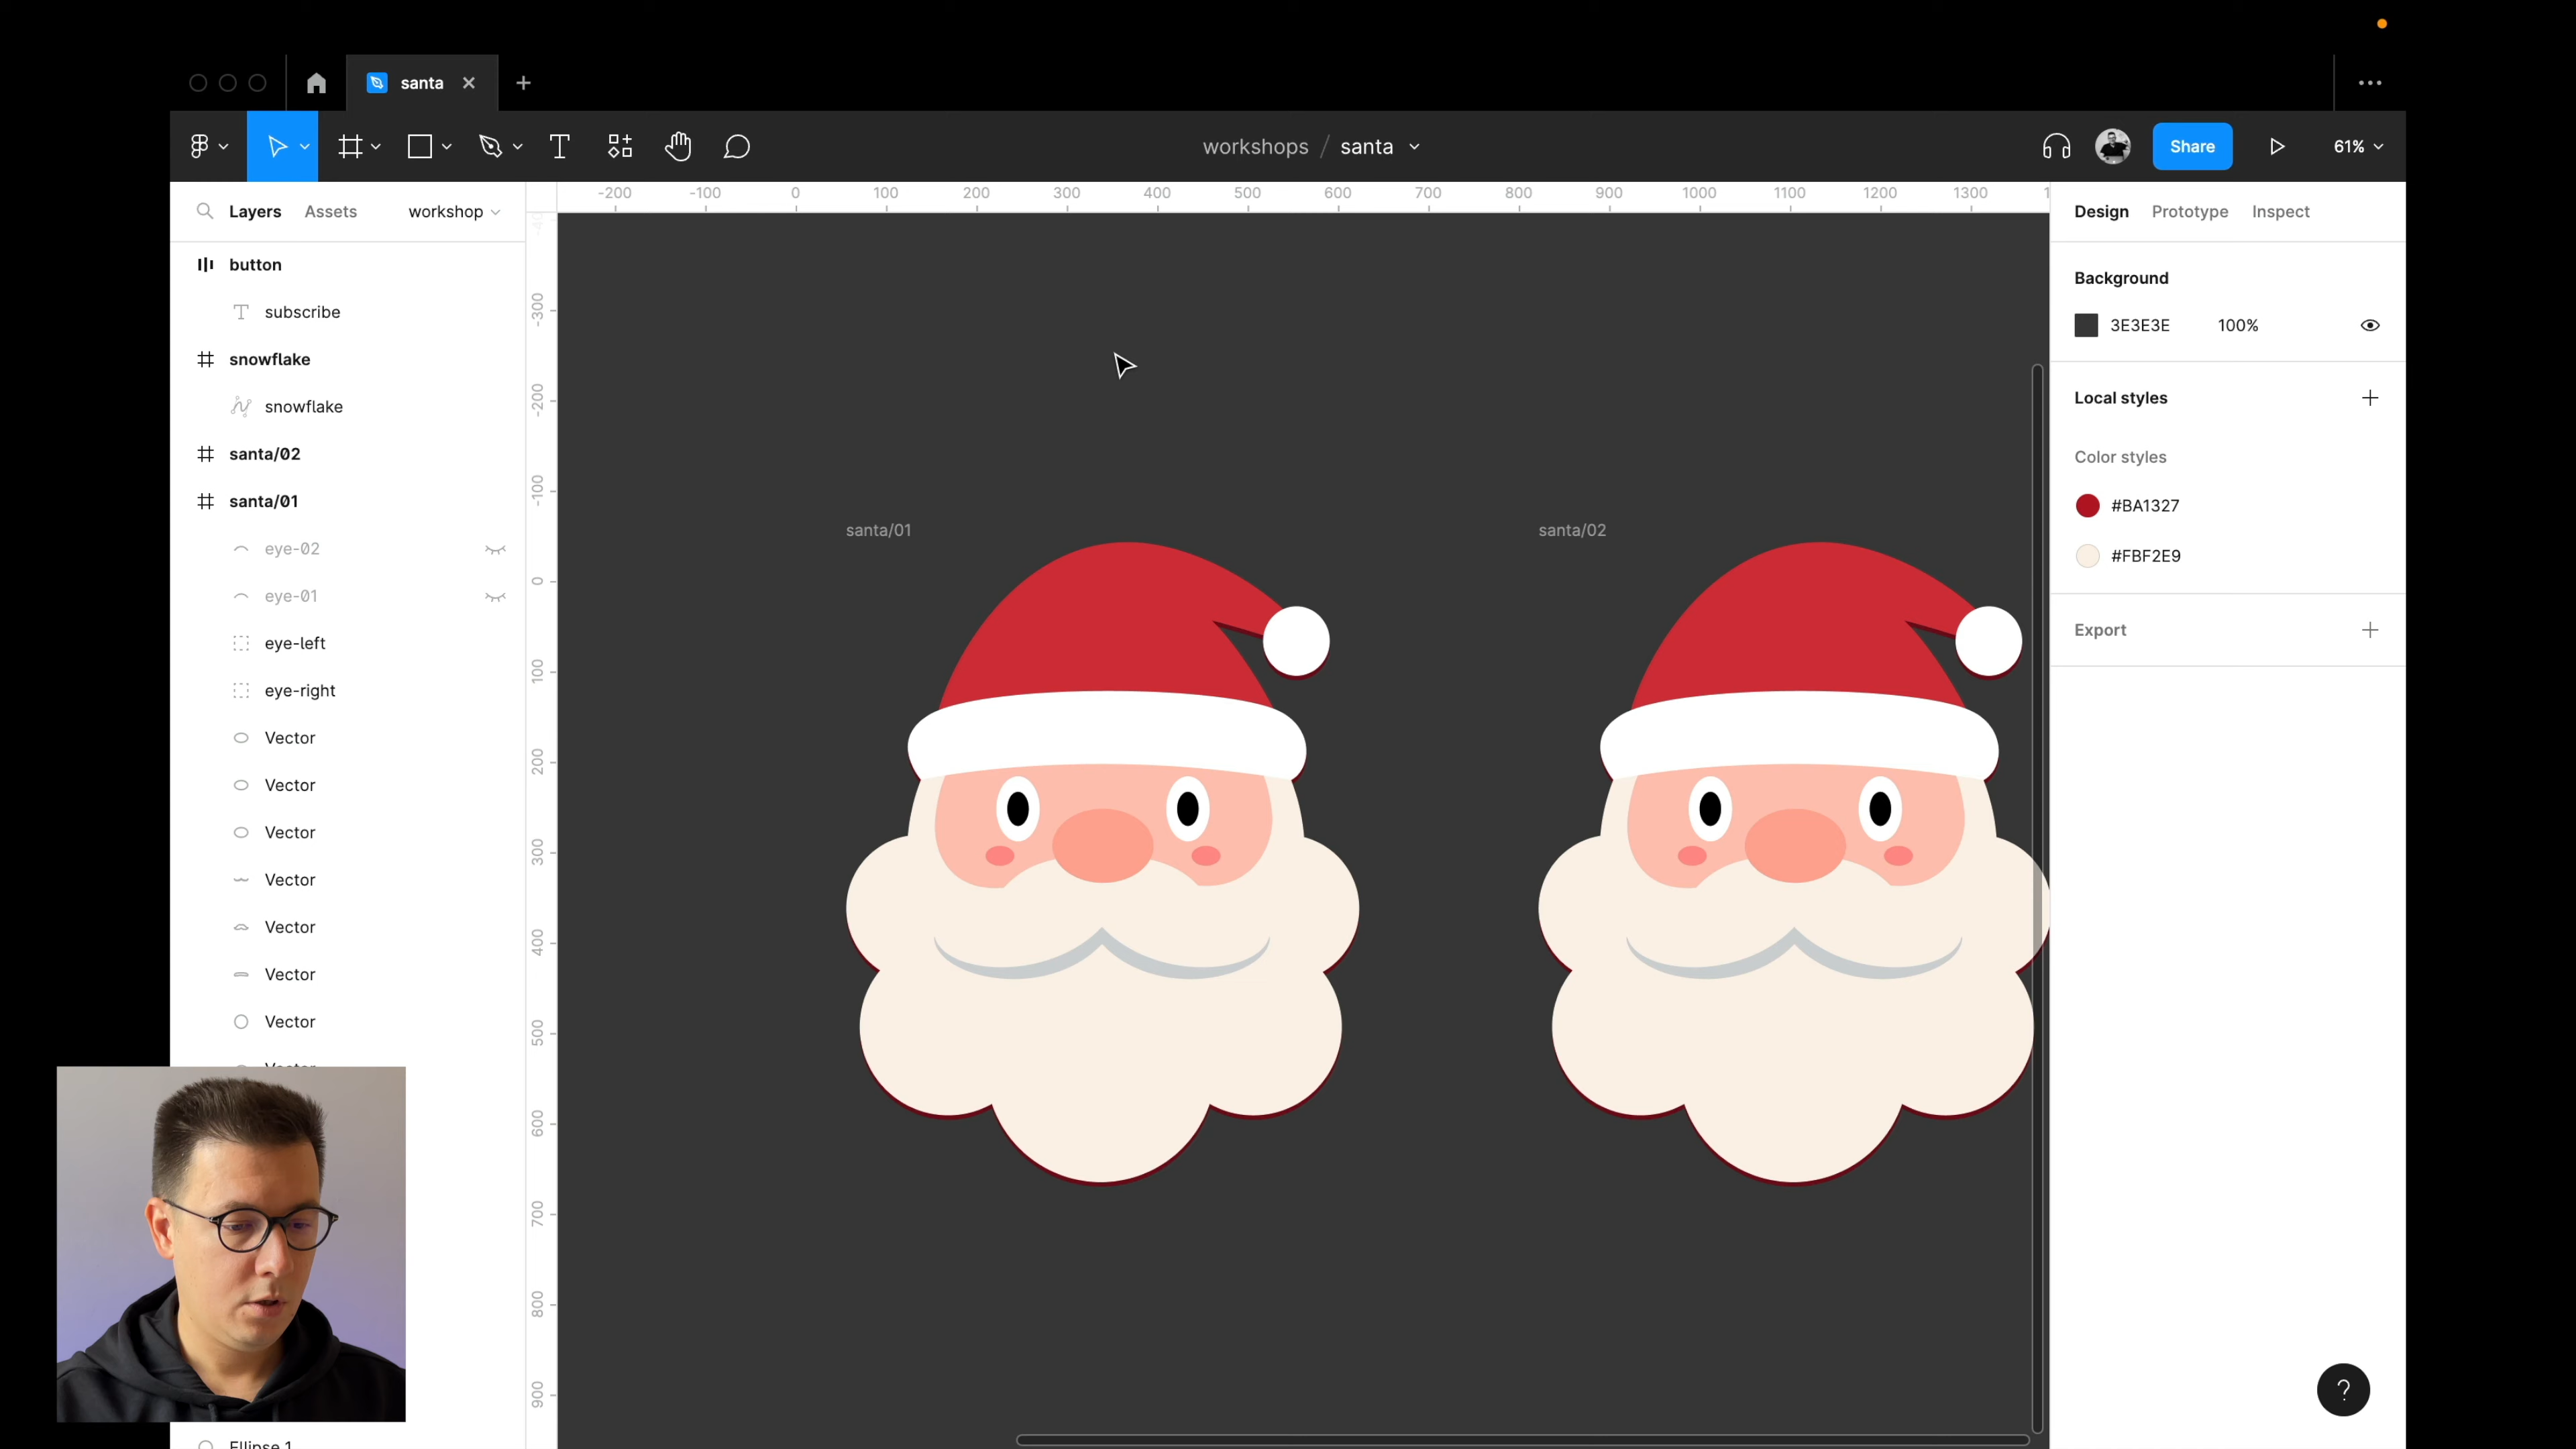 santa
workshops / santa
Share
61%
Layers
Assets
workshop
-200 -100 0 100 200 300 400 500 600 700 800 900 1000 1100 1200 1300
Design
Prototype
Inspect
button
subscribe
snowflake
snowflake
santa/02
santa/01
eye-02
eye-01
eye-left
eye-right
Vector
Vector
Vector
Vector
Vector
Vector
Vector
Vector
Ellipse 1
-300
-200
-100
0
100
200
300
400
500
600
700
800
900
santa/01
santa/02
Background
3E3E3E 100%
Local styles
Color styles
#BA1327
#FBF2E9
Export
?